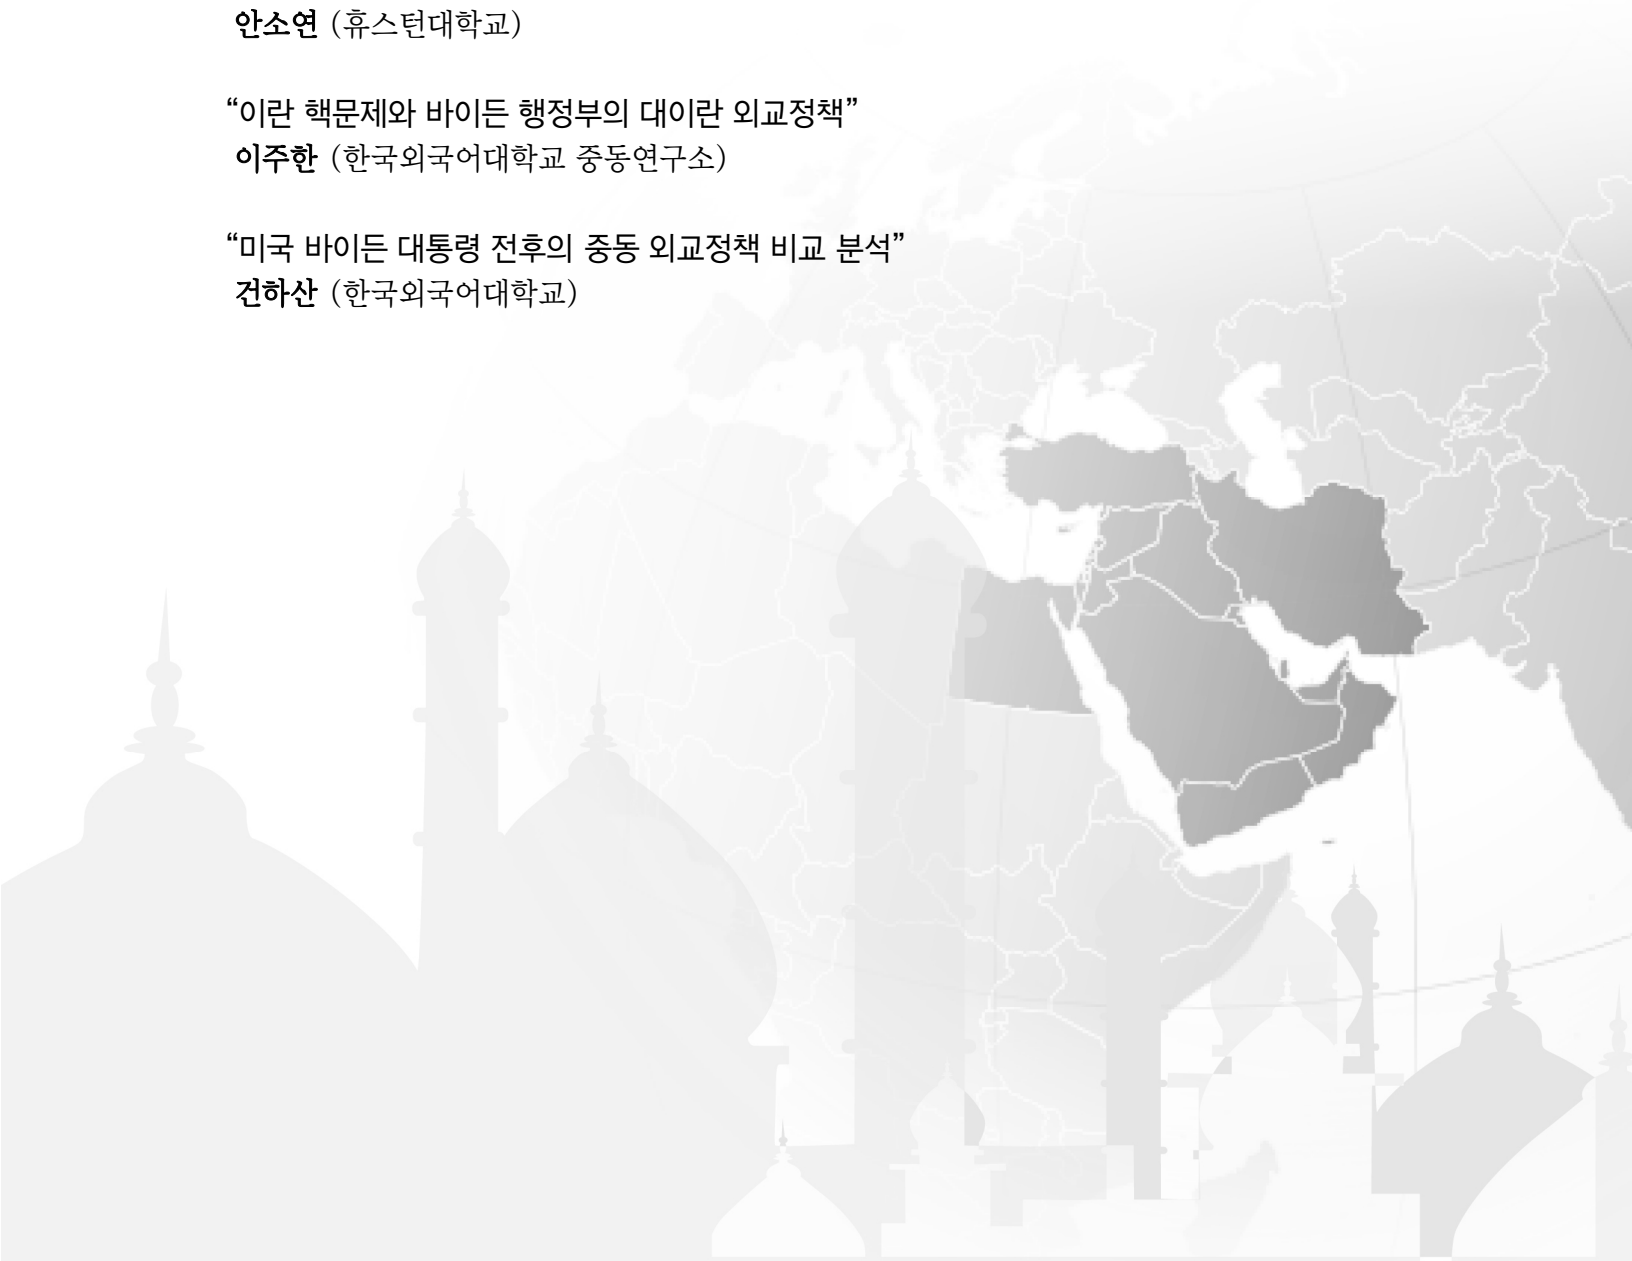 안소연 (휴스턴대학교)
“이란 핵문제와 바이든 행정부의 대이란 외교정책”
이주한 (한국외국어대학교 중동연구소)
“미국 바이든 대통령 전후의 중동 외교정책 비교 분석”
건하산 (한국외국어대학교)